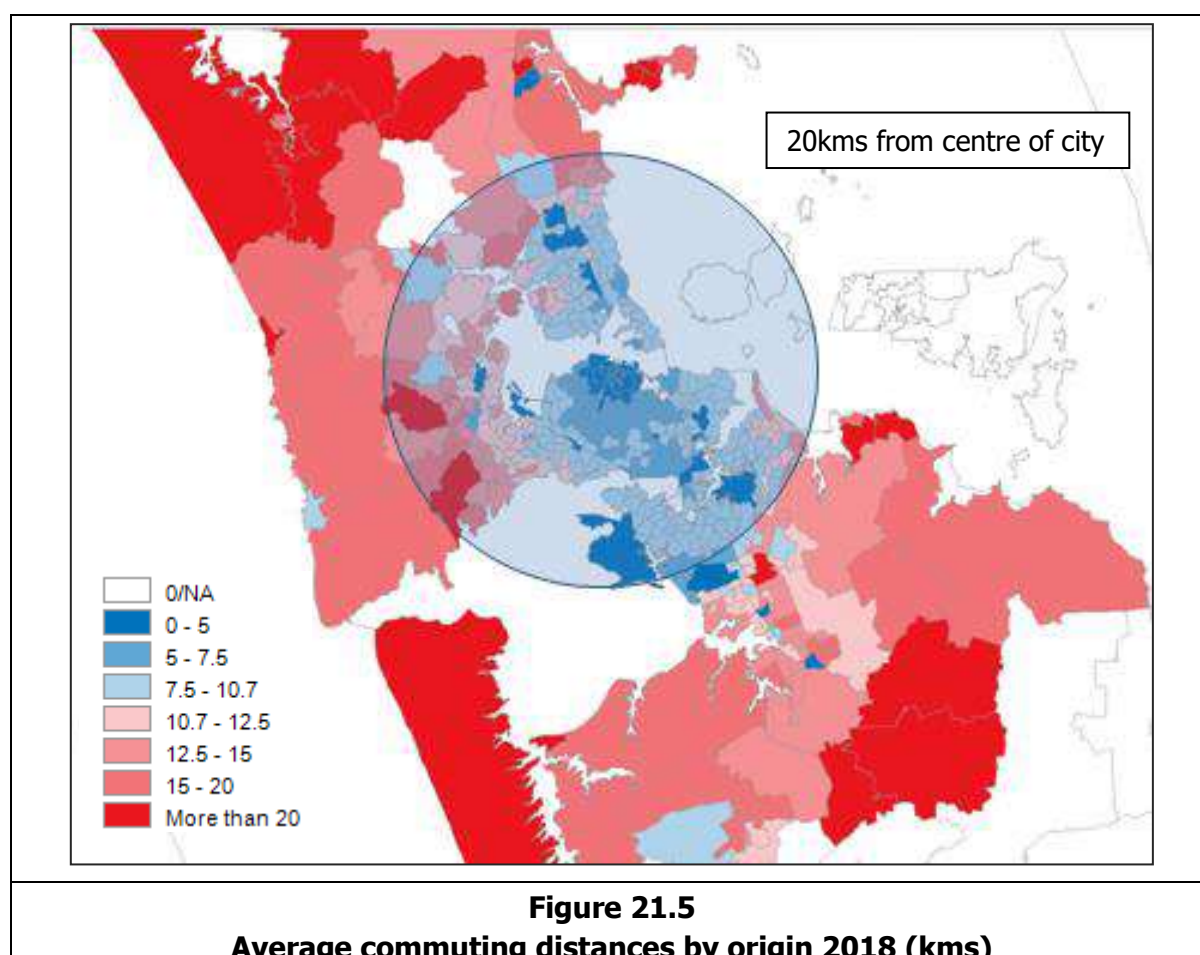 20kms from centre of city
0/NA
0 - 5
5 - 7.5
7.5 - 10.7
10.7 - 12.5
12.5 - 15
15 - 20
More than 20
Figure 21.5
Average commuting distances by origin 2018 (kms)